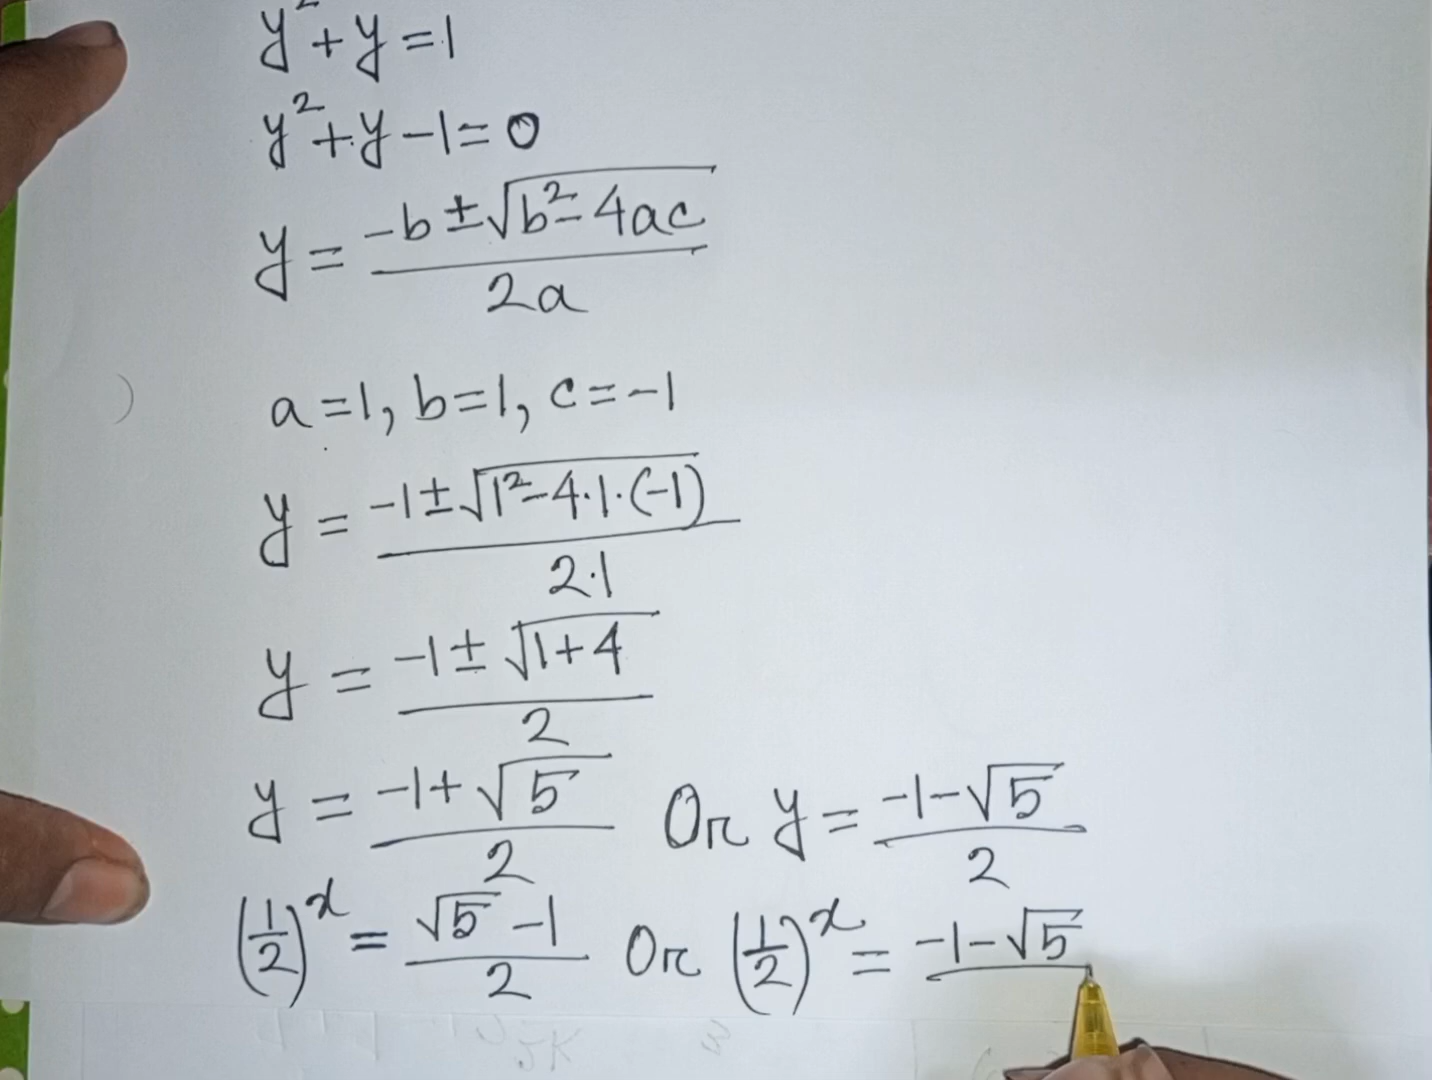 y² + y = 1
y² + y - 1 = 0
y = (-b ± √(b² - 4ac)) / 2a
a = 1, b = 1, c = -1
y = (-1 ± √(1² - 4·1·(-1))) / 2·1
y = (-1 ± √(1+4)) / 2
y = (-1 + √5) / 2 Or y = (-1 - √5) / 2
(1/2)ˣ = (√5 - 1) / 2 Or (1/2)ˣ = -1 - √5